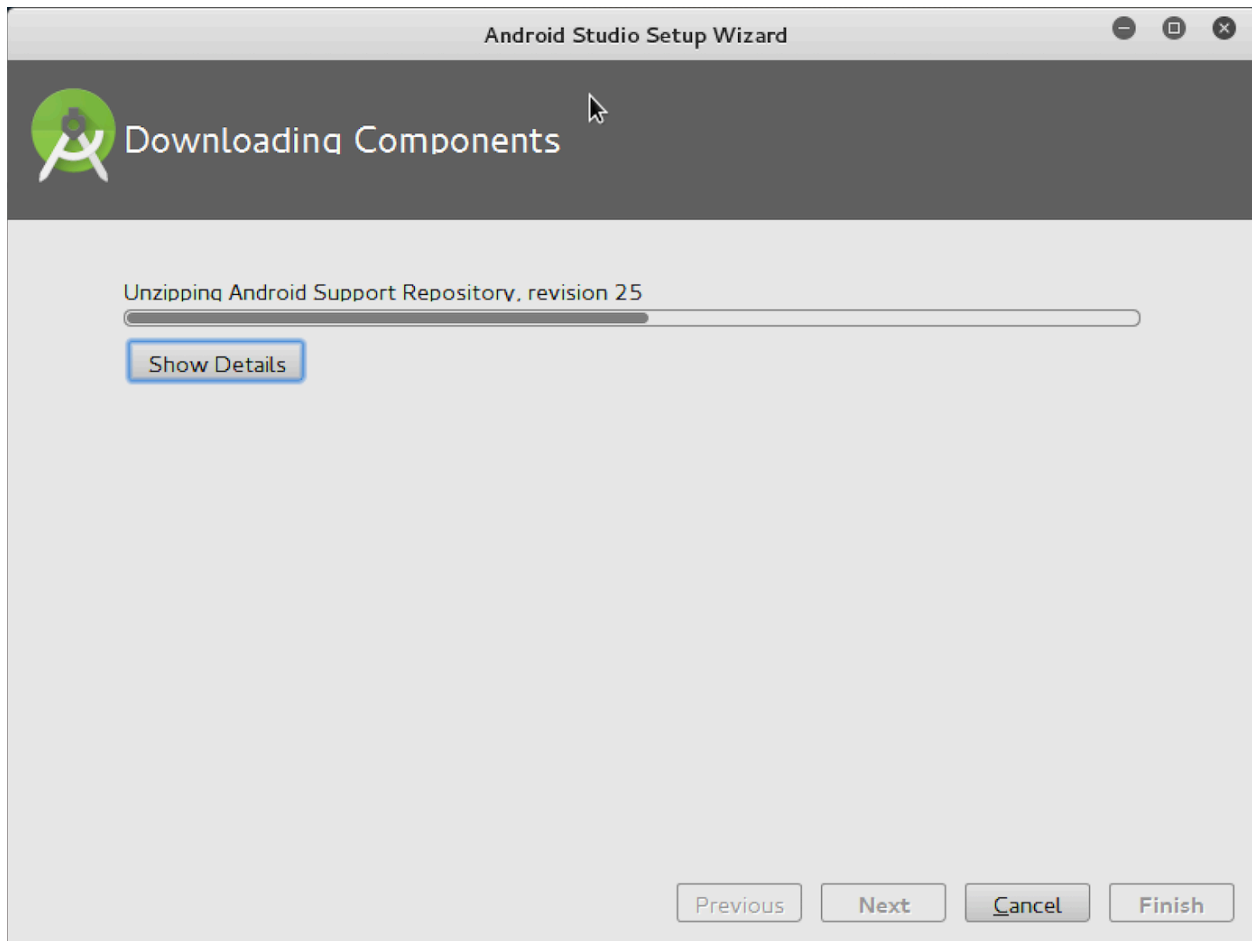 Android Studio Setup Wizard
Downloading Components
Unzipping Android Support Repository, revision 25
Show Details
Previous Next Cancel Finish